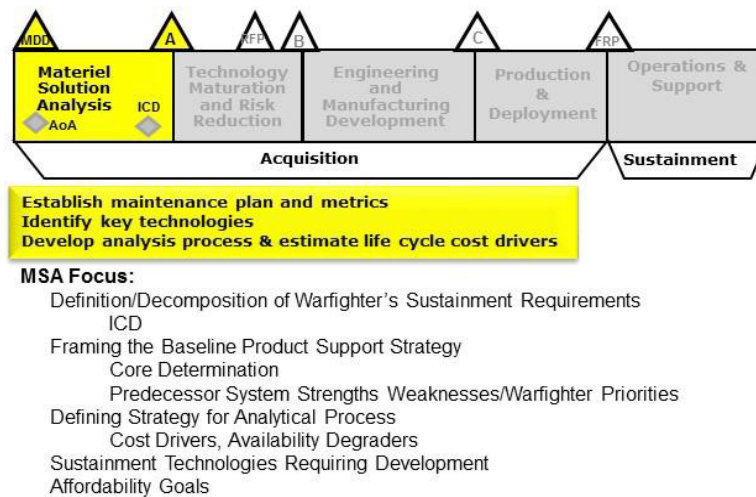 MDD
A
RFP
B
C
FRP
Materiel
Solution
Analysis
ICD
AoA
Technology
Maturation
and Risk
Reduction
Engineering
and
Manufacturing
Development
Production
&
Deployment
Operations &
Support
Acquisition
Sustainment
Establish maintenance plan and metrics
Identify key technologies
Develop analysis process & estimate life cycle cost drivers
MSA Focus:
Definition/Decomposition of Warfighter's Sustainment Requirements
ICD
Framing the Baseline Product Support Strategy
Core Determination
Predecessor System Strengths Weaknesses/Warfighter Priorities
Defining Strategy for Analytical Process
Cost Drivers, Availability Degraders
Sustainment Technologies Requiring Development
Affordability Goals